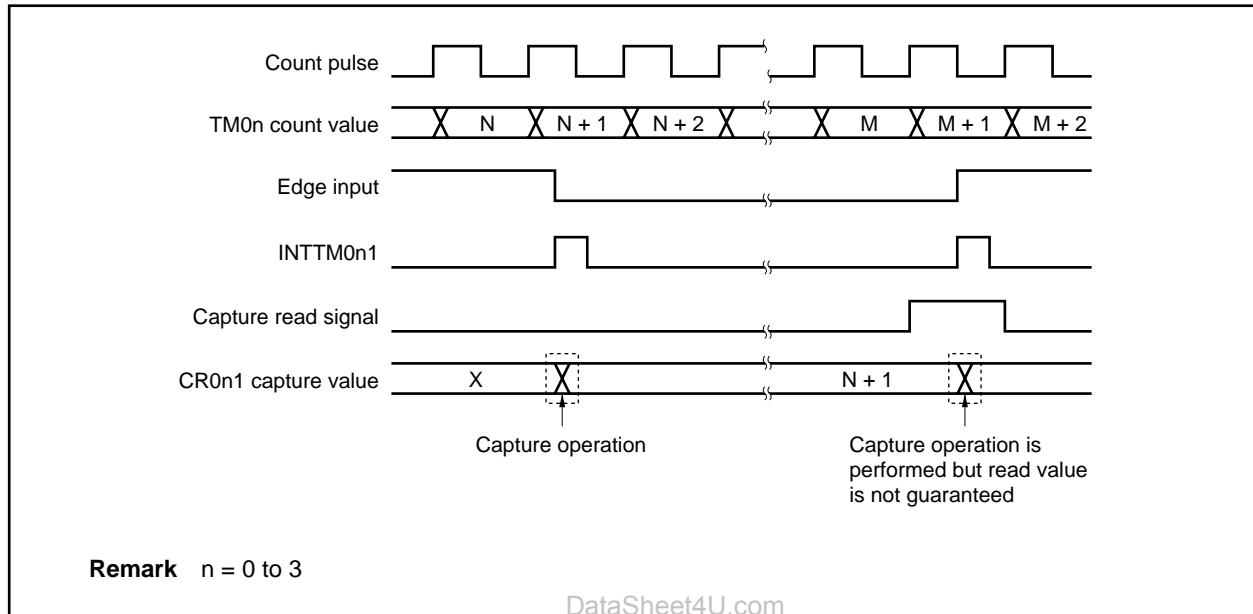 Count pulse
TM0n count value N N + 1 N + 2 M M + 1 M + 2
Edge input
INTTM0n1
Capture read signal
CR0n1 capture value X N + 1
Capture operation
Capture operation is
performed but read value
is not guaranteed
Remark n = 0 to 3
DataSheet4U.com